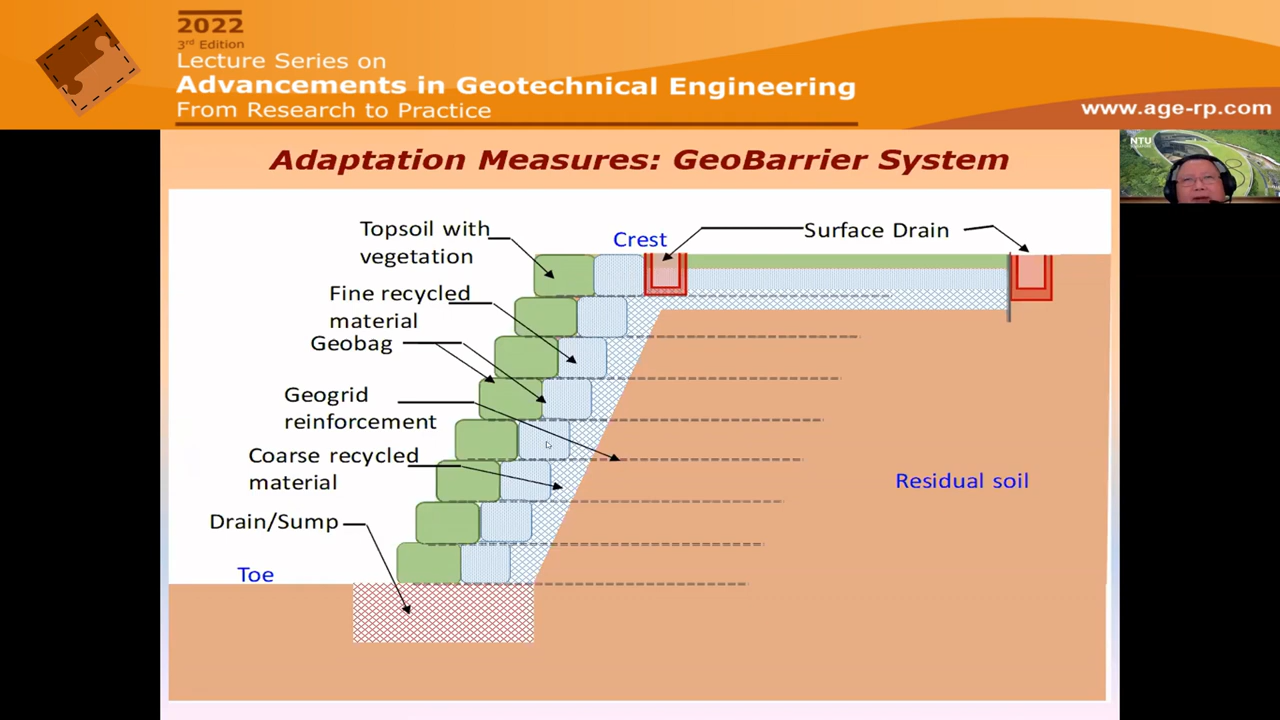 2022
3rd Edition
Lecture Series on
Advancements in Geotechnical Engineering
From Research to Practice
www.age-rp.com
Adaptation Measures: GeoBarrier System
NTU
Topsoil with
vegetation
Crest
Surface Drain
Fine recycled
material
Geobag
Geogrid
reinforcement
Coarse recycled
material
Residual soil
Drain/Sump
Toe